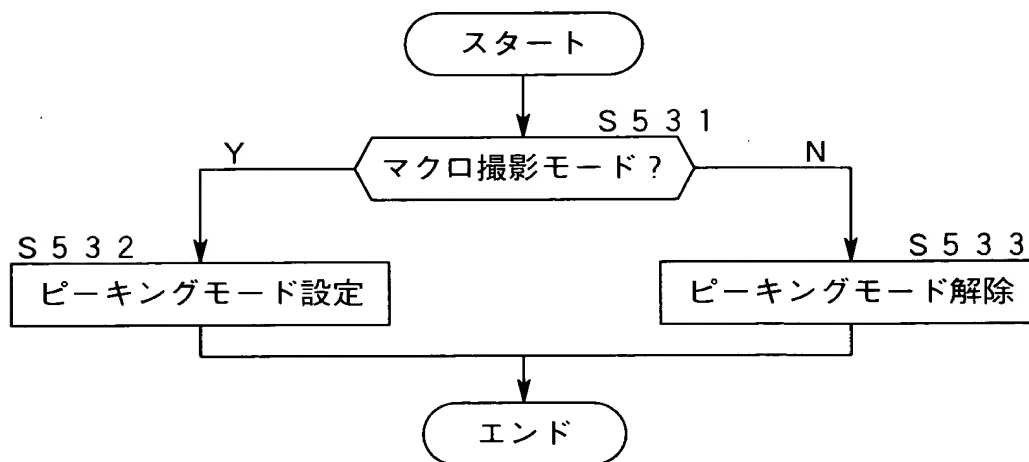 スタート
S531
マクロ撮影モード?
Y
N
S532
S533
ピーキングモード設定
ピーキングモード解除
エンド